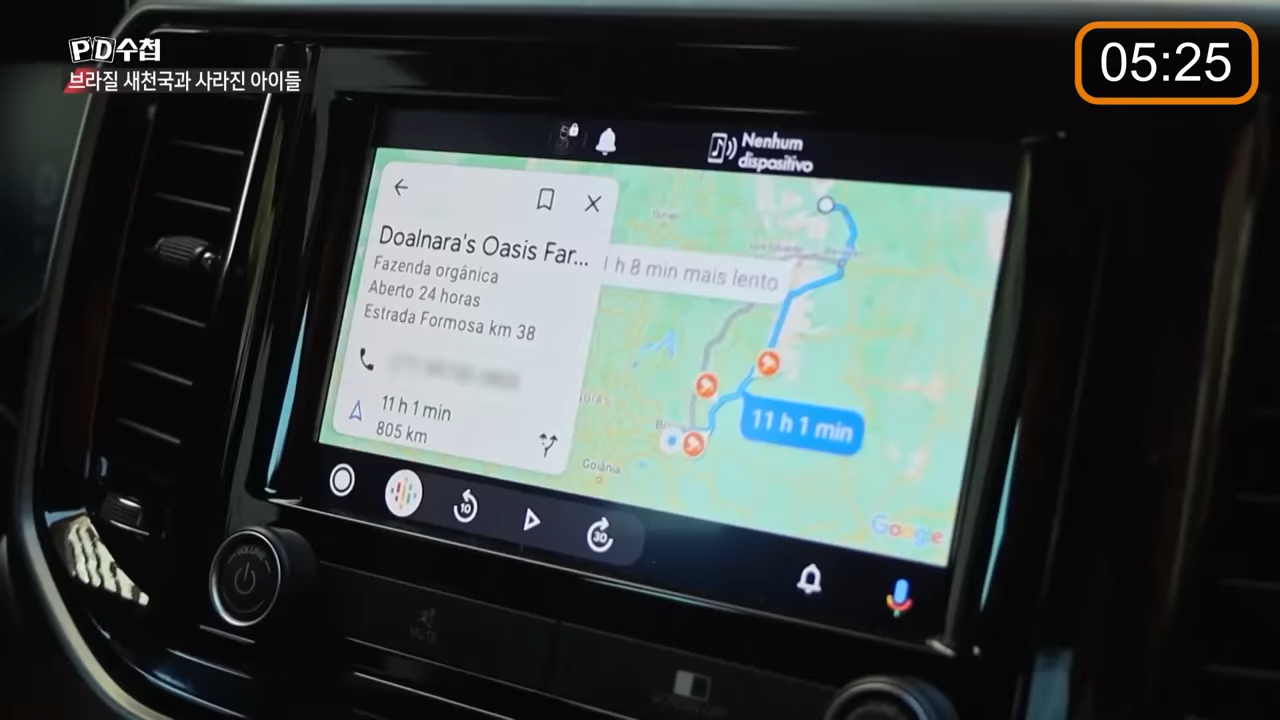 PD수첩
브라질 새천국과 사라진 아이들
05:25
Nenhum
dispositivo
Doalnara's Oasis Far...
Fazenda orgânica
Aberto 24 horas
Estrada Formosa km 38
11 h 1 min
805 km
1 h 8 min mais lento
11 h 1 min
Goiânia
Google
10
30
VOLUME
MUTE